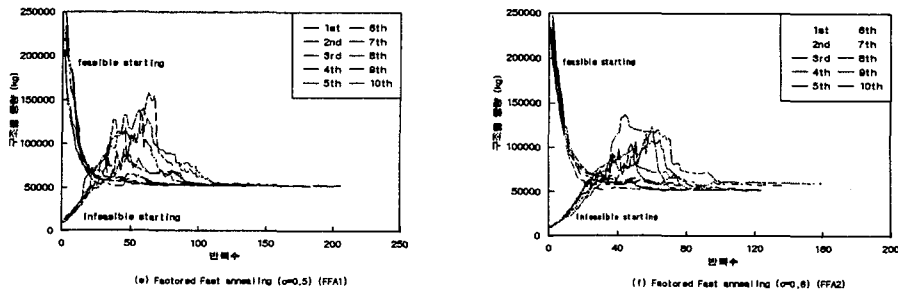 250000
200000
150000
100000
50000
0
구조물 중량 (kg)
feasible starting
infeasible starting
1st 6th
2nd 7th
3rd 8th
4th 9th
5th 10th
0 50 100 150 200 250
반복수
(e) Factored Fast annealing (α=0.5) (FFA1)
250000
200000
150000
100000
50000
0
구조물 중량 (kg)
feasible starting
infeasible starting
1st 6th
2nd 7th
3rd 8th
4th 9th
5th 10th
0 40 80 120 160 200
반복수
(f) Factored Fast annealing (α=0.6) (FFA2)